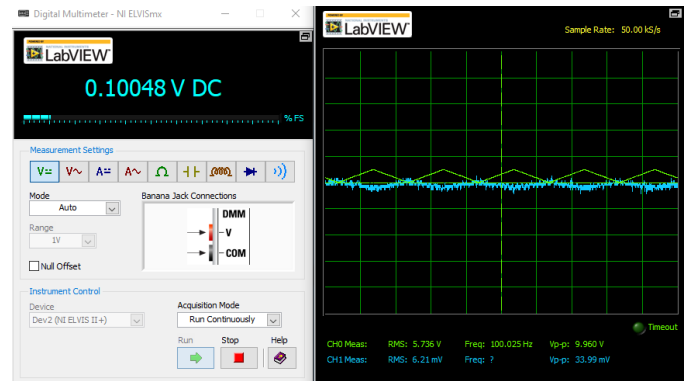 Digital Multimeter - NI ELVISmx
LabVIEW
0.10048 V DC
% FS
Measurement Settings
V= V~ A= A~ Ω
Mode
Auto
Banana Jack Connections
DMM
V
COM
Range
1V
Null Offset
Instrument Control
Device
Dev2 (NI ELVIS II+)
Acquisition Mode
Run Continuously
Run Stop Help
LabVIEW
Sample Rate: 50.00 kS/s
Timeout
CH0 Meas: RMS: 5.736 V Freq: 100.025 Hz Vp-p: 9.960 V
CH1 Meas: RMS: 6.21 mV Freq: ? Vp-p: 33.99 mV